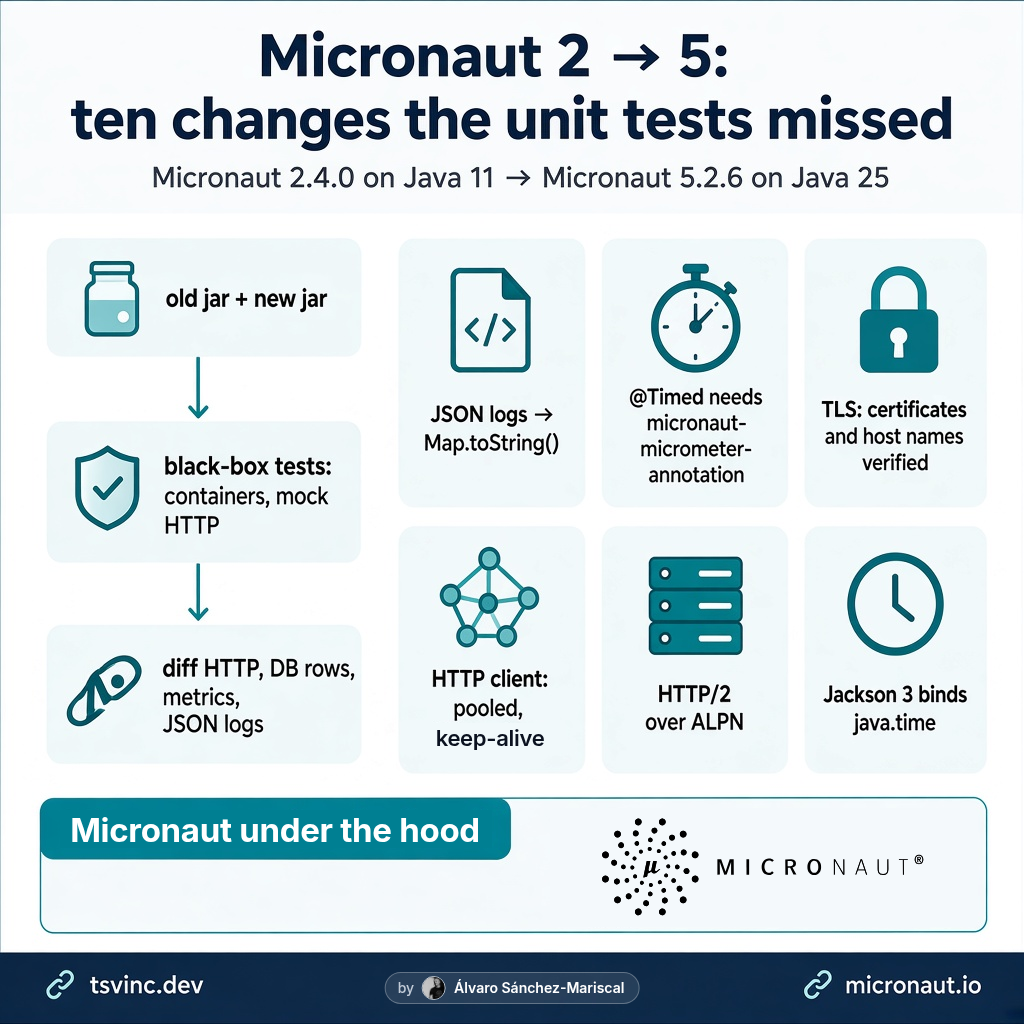 Micronaut 2 → 5:
ten changes the unit tests missed
Micronaut 2.4.0 on Java 11 → Micronaut 5.2.6 on Java 25
old jar + new jar
black-box tests:
containers, mock
HTTP
diff HTTP, DB rows,
metrics,
JSON logs
JSON logs →
Map.toString()
@Timed needs
micronaut-
micrometer-
annotation
TLS: certificates
and host names
verified
HTTP client:
pooled,
keep-alive
HTTP/2
over ALPN
Jackson 3 binds
java.time
Micronaut under the hood
μ MICRONAUT®
tsvinc.dev
by Álvaro Sánchez-Mariscal
micronaut.io